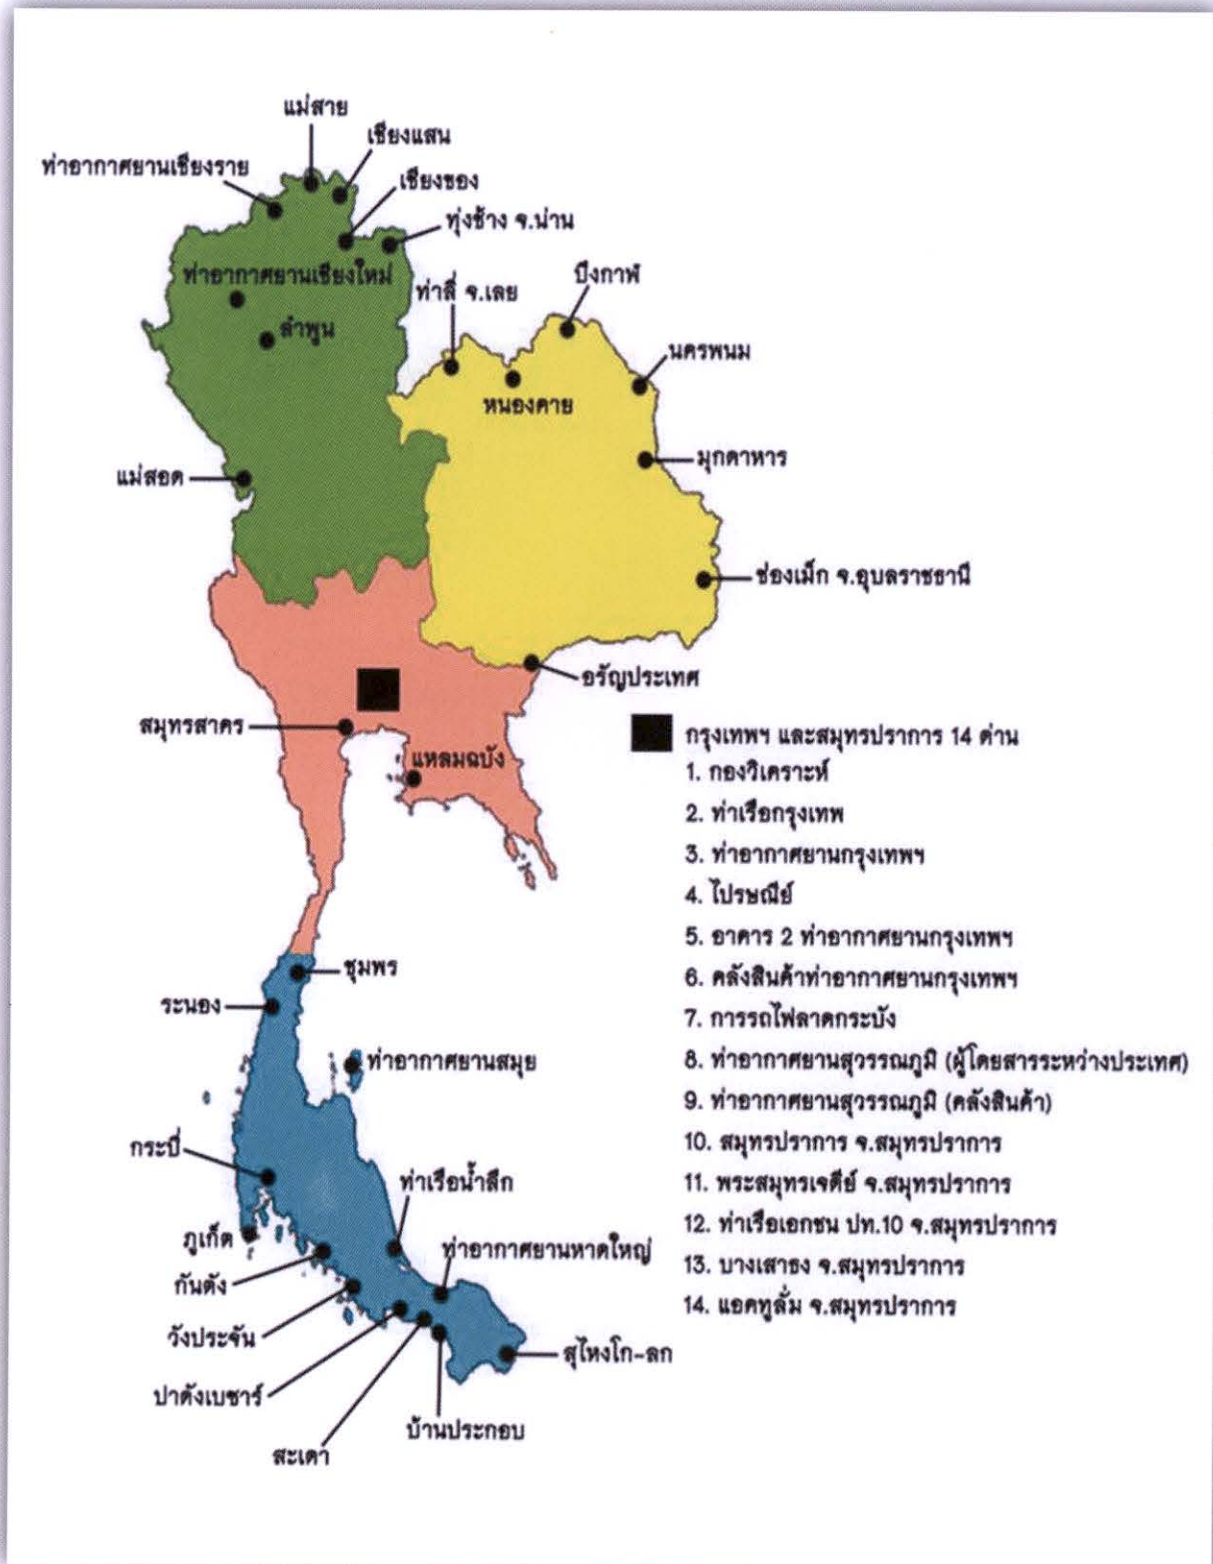 แม่สาย
เชียงแสน
ท่าอากาศยานเชียงราย
เชียงของ
ทุ่งช้าง จ.น่าน
ท่าอากาศยานเชียงใหม่
บึงกาฬ
ท่าลี่ จ.เลย
ลำพูน
นครพนม
หนองคาย
มุกดาหาร
แม่สอด
ช่องเม็ก จ.อุบลราชธานี
อรัญประเทศ
สมุทรสาคร
แหลมฉบัง
กรุงเทพฯ และสมุทรปราการ 14 ด่าน
1. กองวิเคราะห์
2. ท่าเรือกรุงเทพ
3. ท่าอากาศยานกรุงเทพฯ
4. ไปรษณีย์
5. อาคาร 2 ท่าอากาศยานกรุงเทพฯ
6. คลังสินค้าท่าอากาศยานกรุงเทพฯ
7. การรถไฟลาดกระบัง
8. ท่าอากาศยานสุวรรณภูมิ (ผู้โดยสารระหว่างประเทศ)
9. ท่าอากาศยานสุวรรณภูมิ (คลังสินค้า)
10. สมุทรปราการ จ.สมุทรปราการ
11. พระสมุทรเจดีย์ จ.สมุทรปราการ
12. ท่าเรือเอกชน ปท.10 จ.สมุทรปราการ
13. บางเสาธง จ.สมุทรปราการ
14. แอดทูลั่ม จ.สมุทรปราการ
ชุมพร
ระนอง
ท่าอากาศยานสมุย
กระบี่
ท่าเรือน้ำลึก
ภูเก็ต
ท่าอากาศยานหาดใหญ่
กันตัง
วังประจัน
สุไหงโก-ลก
ปาดังเบซาร์
บ้านประกอบ
สะเดา